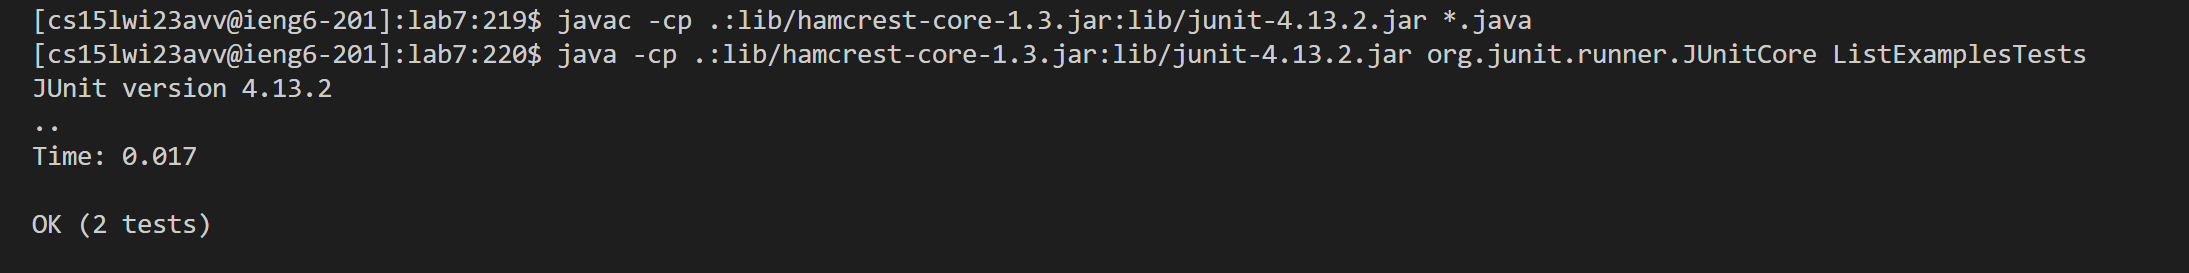 [cs15lwi23avv@ieng6-201]:lab7:219$ javac -cp .:lib/hamcrest-core-1.3.jar:lib/junit-4.13.2.jar *.java
[cs15lwi23avv@ieng6-201]:lab7:220$ java -cp .:lib/hamcrest-core-1.3.jar:lib/junit-4.13.2.jar org.junit.runner.JUnitCore ListExamplesTests
JUnit version 4.13.2
..
Time: 0.017
OK (2 tests)